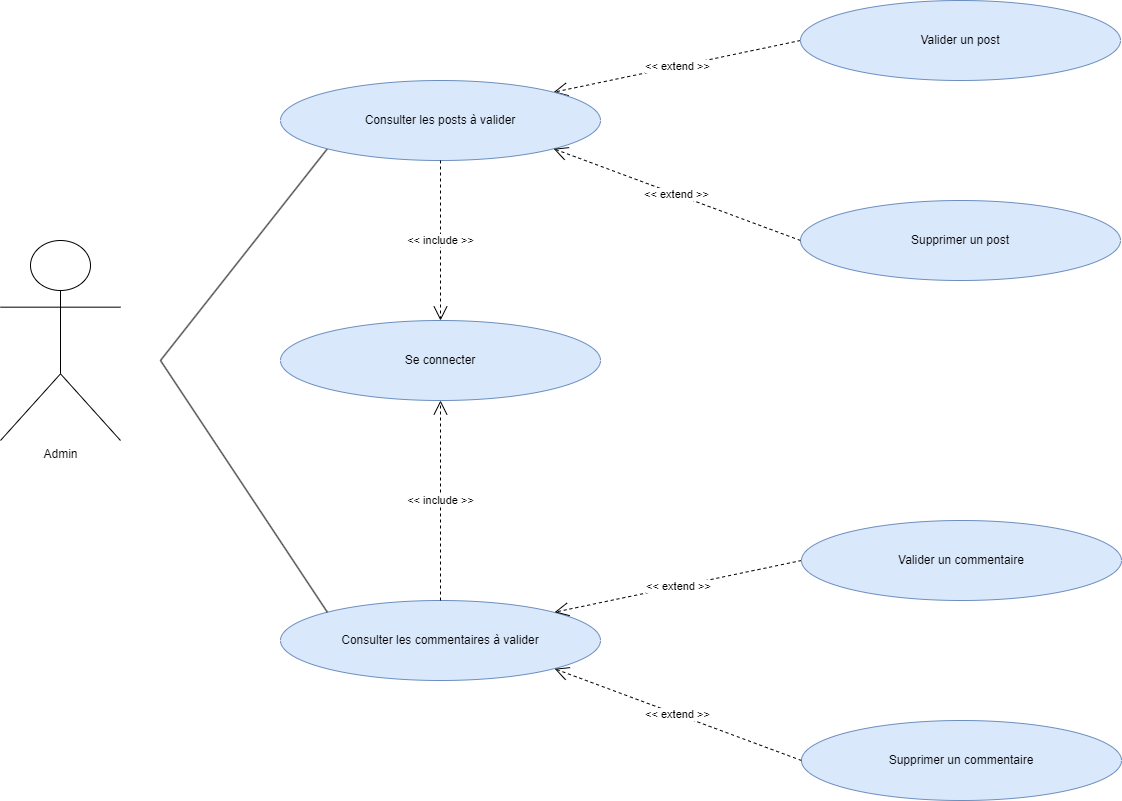 Valider un post
<< extend >>
Consulter les posts à valider
<< extend >>
Supprimer un post
<< include >>
Se connecter
Admin
<< include >>
Valider un commentaire
<< extend >>
Consulter les commentaires à valider
<< extend >>
Supprimer un commentaire